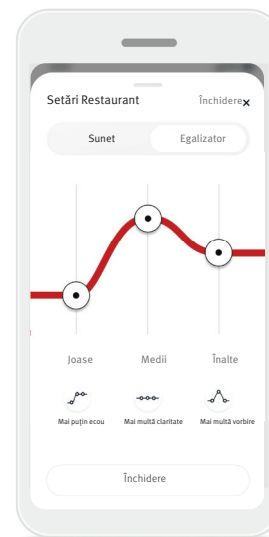 Setări Restaurant Închidere x
Sunet Egalizator
Joase Medii Înalte
Mai puțin ecou Mai multă claritate Mai multă vorbire
Închidere